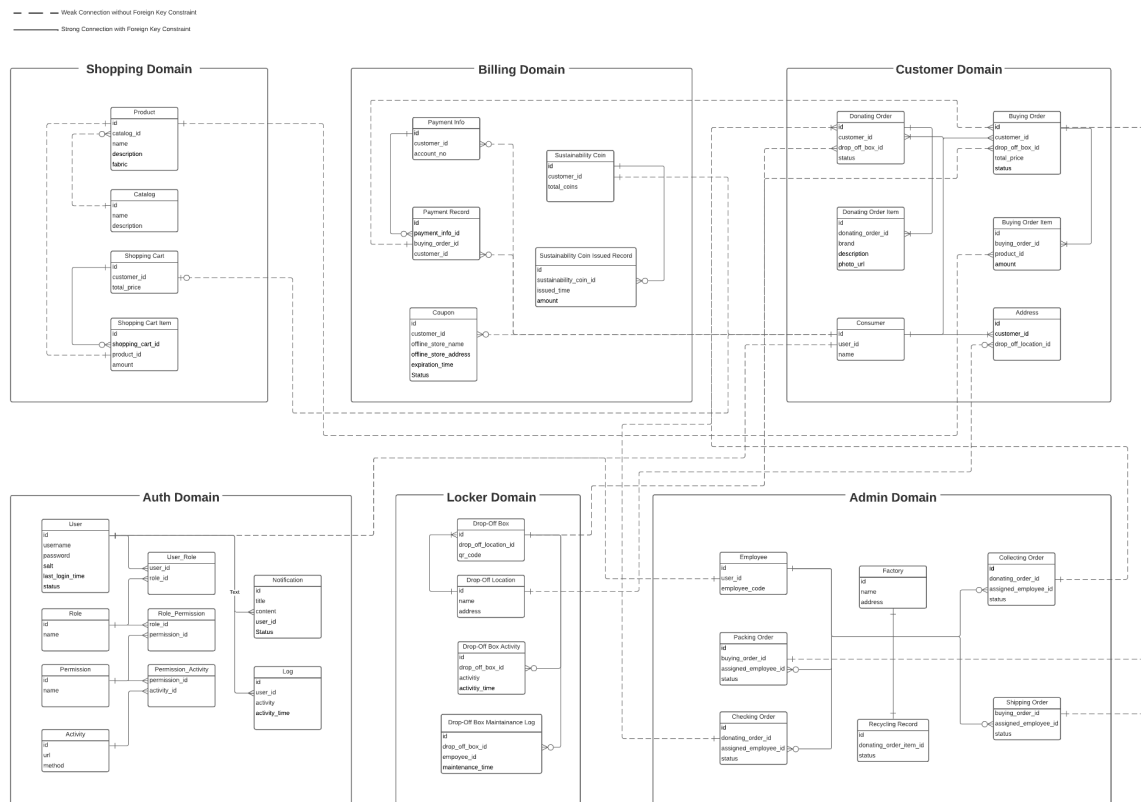 Weak Connection without Foreign Key Constraint
Strong Connection with Foreign Key Constraint
Shopping Domain
Product
id
catalog_id
name
description
fabric
Catalog
id
name
description
Shopping Cart
id
customer_id
total_price
Shopping Cart Item
id
shopping_cart_id
product_id
amount
Billing Domain
Payment Info
id
customer_id
account_no
Payment Record
id
payment_info_id
buying_order_id
customer_id
Coupon
id
customer_id
offline_store_name
offline_store_address
expiration_time
Status
Sustainability Coin
id
customer_id
total_coins
Sustainability Coin Issued Record
id
sustainability_coin_id
issued_time
amount
Customer Domain
Donating Order
id
customer_id
drop_off_box_id
status
Donating Order Item
id
donating_order_id
brand
description
photo_url
Consumer
id
user_id
name
Buying Order
id
customer_id
drop_off_box_id
total_price
status
Buying Order Item
id
buying_order_id
product_id
amount
Address
id
customer_id
drop_off_location_id
Auth Domain
User
id
username
password
salt
last_login_time
status
Role
id
name
Permission
id
name
Activity
id
url
method
User_Role
user_id
role_id
Role_Permission
role_id
permission_id
Permission_Activity
permission_id
activity_id
Text
Notification
id
title
content
user_id
Status
Log
id
user_id
activity
activity_time
Locker Domain
Drop-Off Box
id
drop_off_location_id
qr_code
Drop-Off Location
id
name
address
Drop-Off Box Activity
id
drop_off_box_id
activitiy
activitiy_time
Drop-Off Box Maintainance Log
id
drop_off_box_id
empoyee_id
maintenance_time
Admin Domain
Employee
id
user_id
employee_code
Packing Order
id
buying_order_id
assigned_employee_id
status
Checking Order
id
donating_order_id
assigned_employee_id
status
Factory
id
name
address
Recycling Record
id
donating_order_item_id
status
Collecting Order
id
donating_order_id
assigned_employee_id
status
Shipping Order
buying_order_id
assigned_employee_id
status